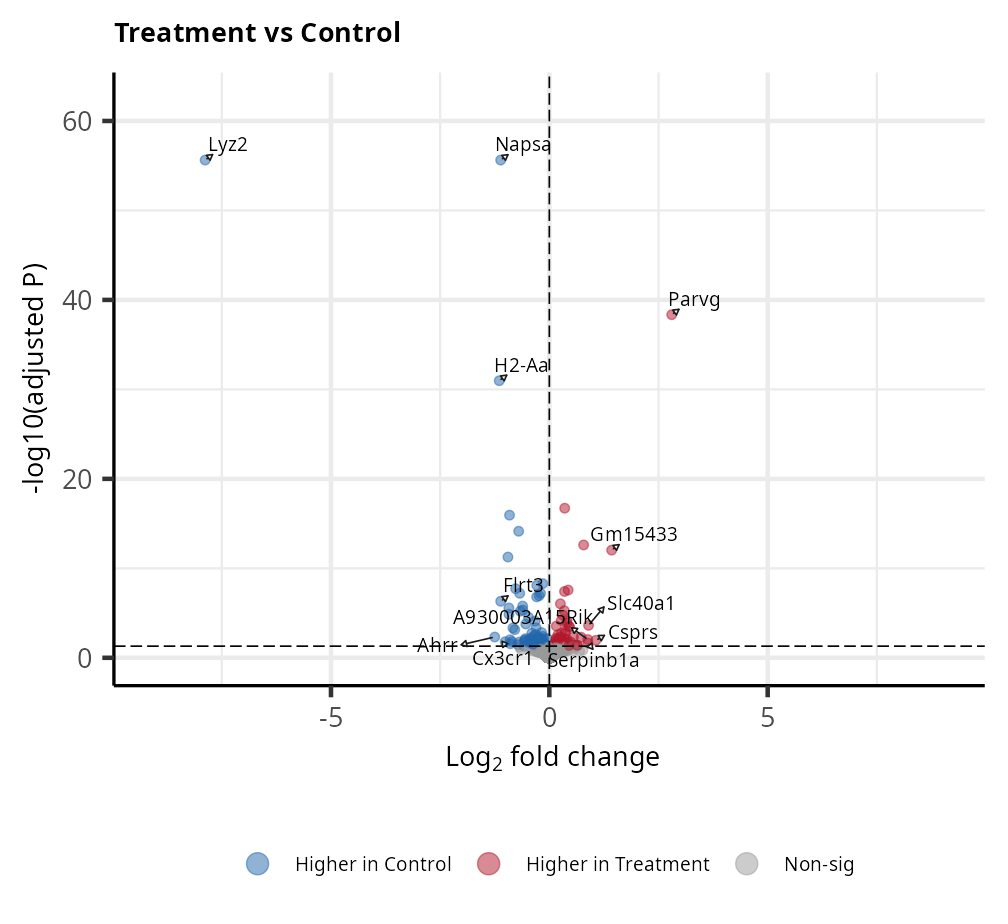 Treatment vs Control
60
40
20
0
-log10(adjusted P)
Lyz2
Napsa
Parvg
H2-Aa
Gm15433
Flrt3
Slc40a1
A930003A15Rik
Csprs
Ahrr
Cx3cr1
Serpinb1a
-5
0
5
Log₂ fold change
Higher in Control
Higher in Treatment
Non-sig